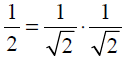 1/2 = 1/√2 · 1/√2